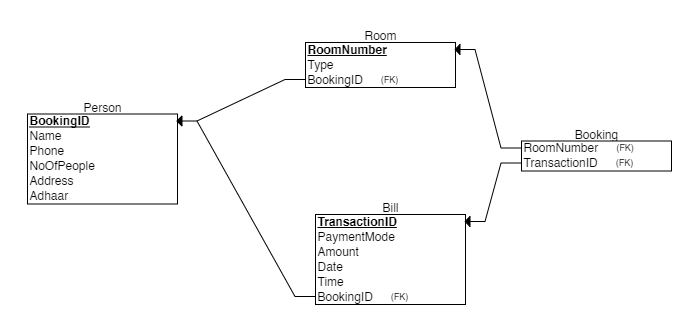 Room
RoomNumber
Type
BookingID (FK)
Person
BookingID
Name
Phone
NoOfPeople
Address
Adhaar
Booking
RoomNumber (FK)
TransactionID (FK)
Bill
TransactionID
PaymentMode
Amount
Date
Time
BookingID (FK)